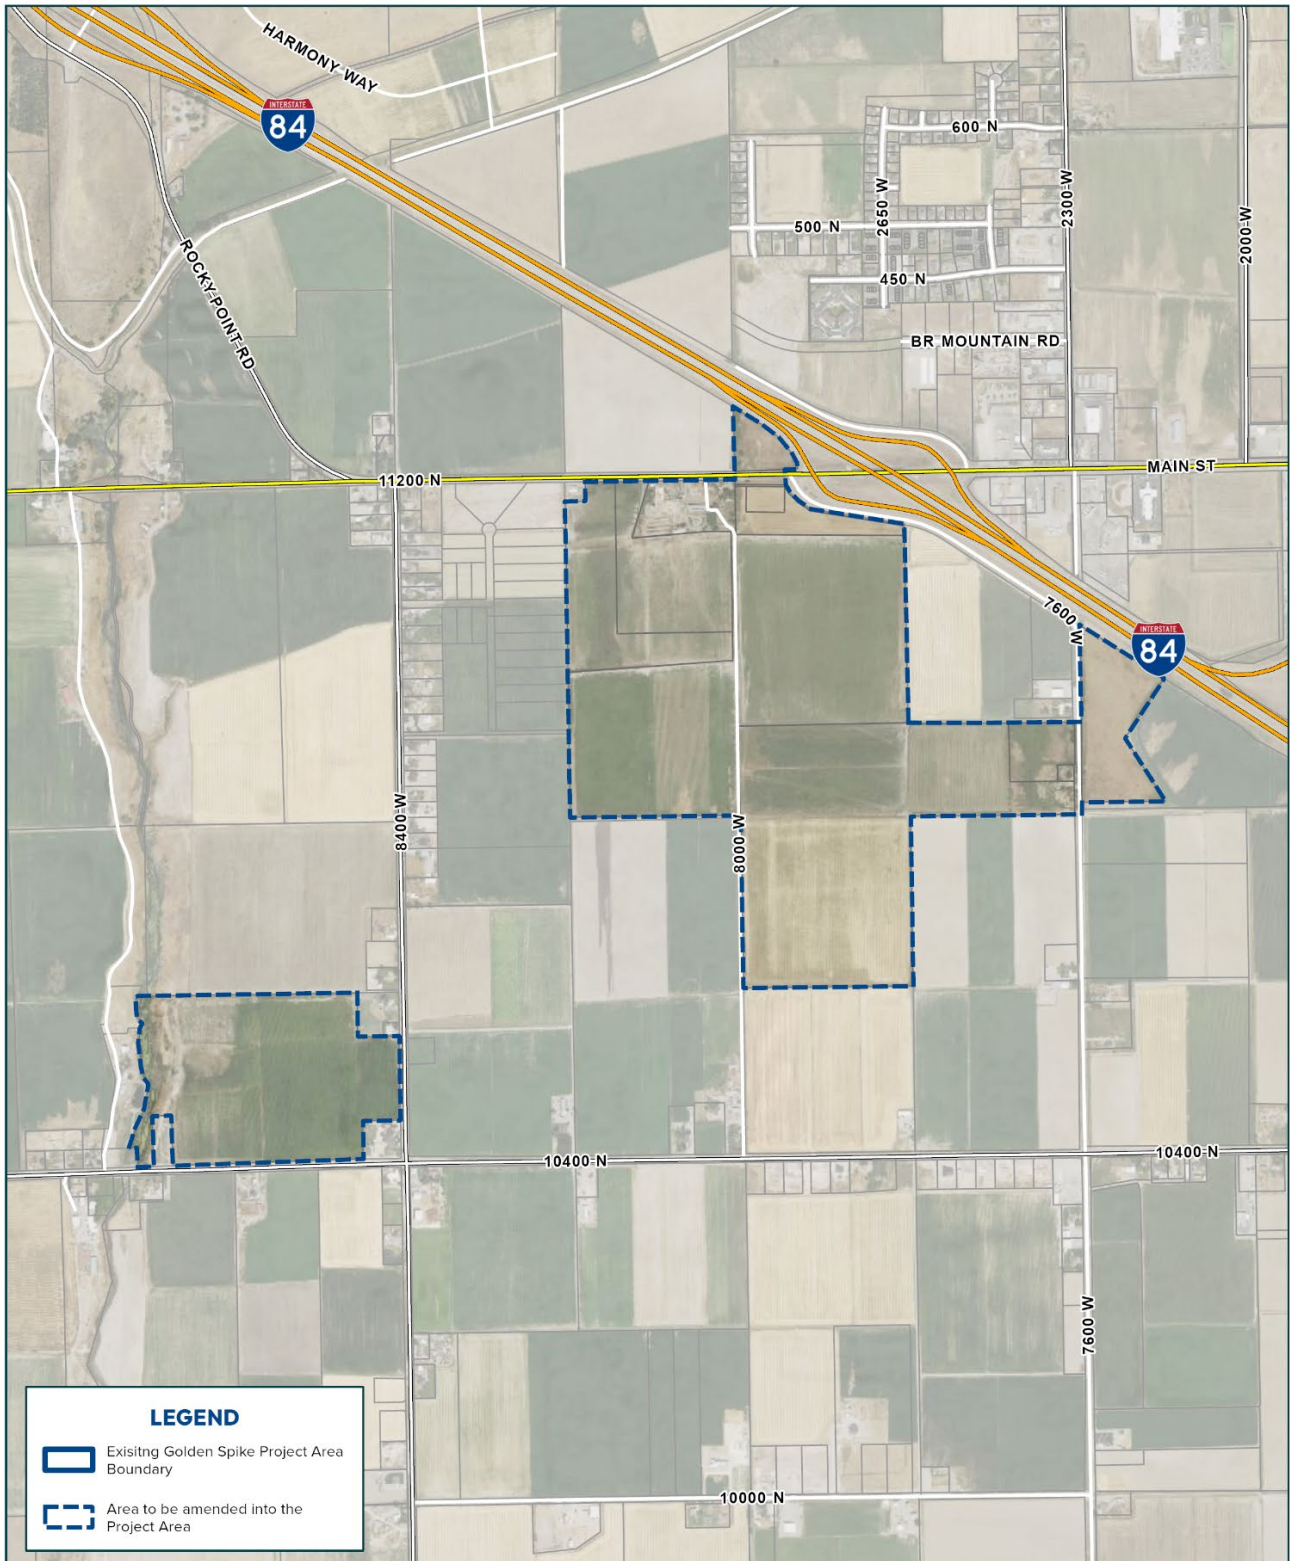 HARMONY WAY
INTERSTATE
84
600 N
2650 W
2300 W
2000 W
500 N
450 N
ROCKY POINT RD
BR MOUNTAIN RD
MAIN ST
11200 N
7600 W
INTERSTATE
84
8400 W
8000 W
10400 N
10400 N
7600 W
10000 N
LEGEND
Exisitng Golden Spike Project Area
Boundary
Area to be amended into the
Project Area